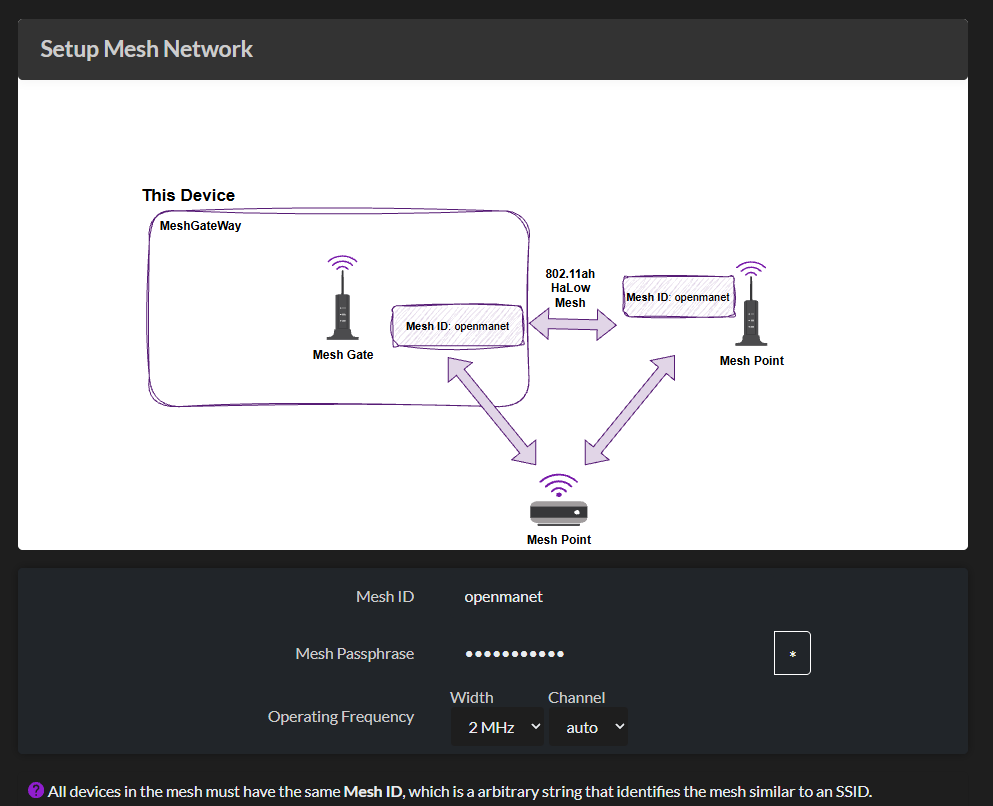 Setup Mesh Network
This Device
MeshGateWay
802.11ah
HaLow
Mesh
Mesh ID: openmanet
Mesh ID: openmanet
Mesh Gate
Mesh Point
Mesh Point
Mesh ID openmanet
Mesh Passphrase ••••••••••• *
Width Channel
Operating Frequency 2 MHz auto
? All devices in the mesh must have the same Mesh ID, which is a arbitrary string that identifies the mesh similar to an SSID.